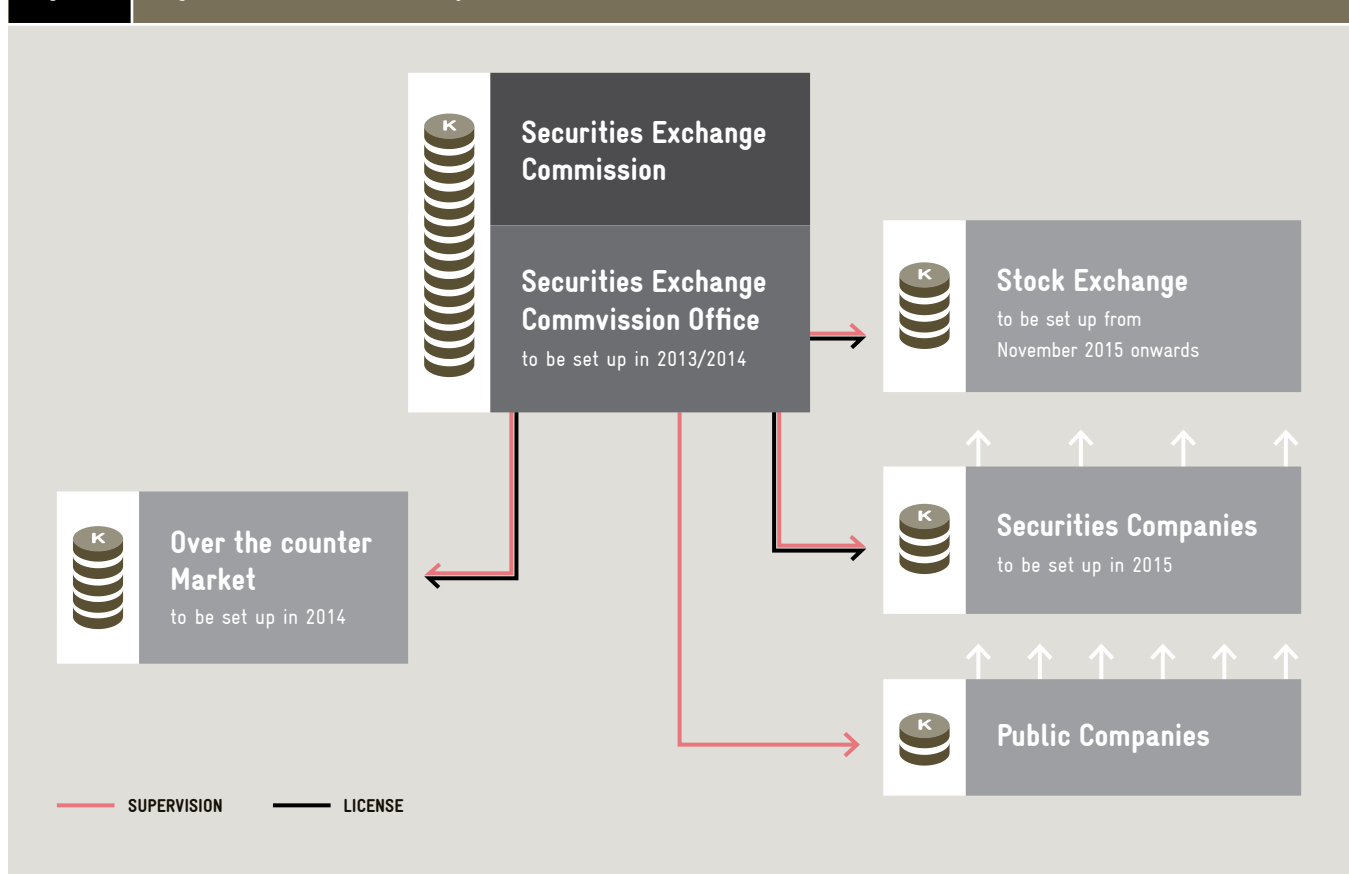 K
Securities Exchange
Commission
Securities Exchange
Commvission Office
to be set up in 2013/2014
K
Stock Exchange
to be set up from
November 2015 onwards
K
Over the counter
Market
to be set up in 2014
K
Securities Companies
to be set up in 2015
K
Public Companies
SUPERVISION
LICENSE